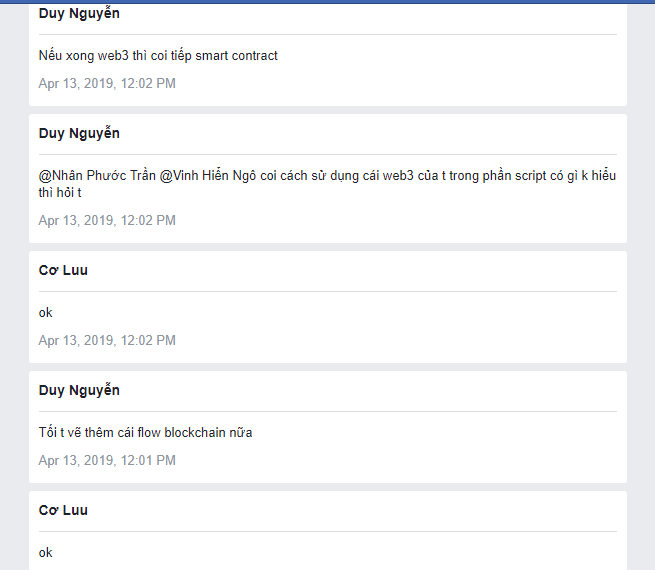 Duy Nguyễn
Nếu xong web3 thì coi tiếp smart contract
Apr 13, 2019, 12:02 PM
Duy Nguyễn
@Nhân Phước Trần @Vinh Hiển Ngô coi cách sử dụng cái web3 của t trong phần script có gì k hiểu
thì hỏi t
Apr 13, 2019, 12:02 PM
Cơ Luu
ok
Apr 13, 2019, 12:02 PM
Duy Nguyễn
Tối t vẽ thêm cái flow blockchain nữa
Apr 13, 2019, 12:01 PM
Cơ Luu
ok